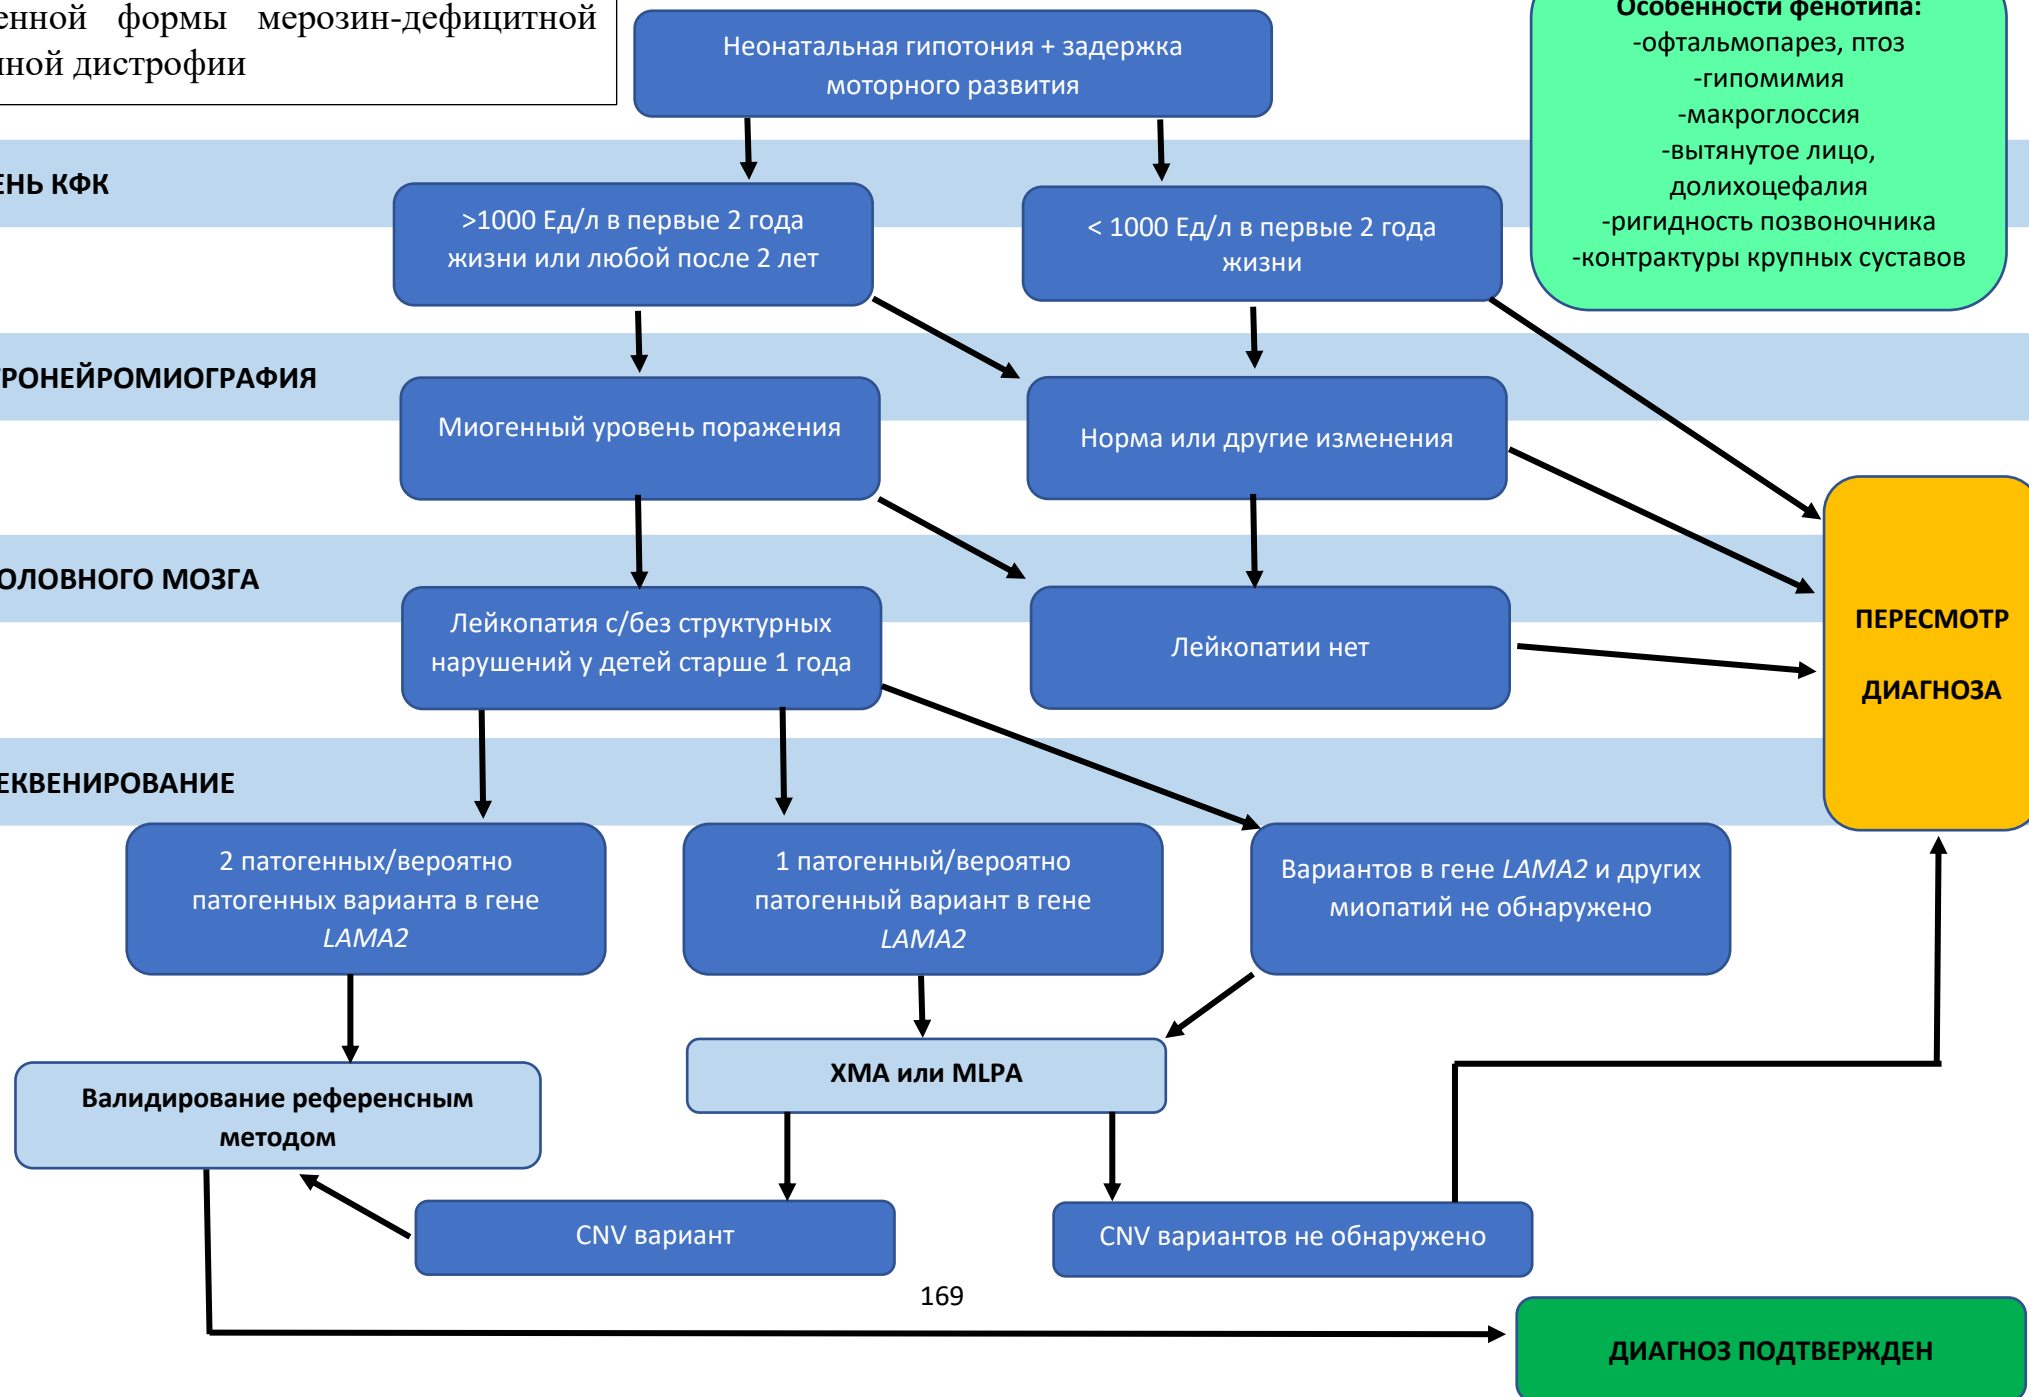 енной формы мерозин-дефицитной
дистрофии
Неонатальная гипотония + задержка
моторного развития
Особенности фенотипа:
-офтальмопарез, птоз
-гипомимия
-макроглоссия
-вытянутое лицо,
долихоцефалия
-ригидность позвоночника
-контрактуры крупных суставов
ЕНЬ КФК
>1000 Ед/л в первые 2 года
жизни или любой после 2 лет
< 1000 Ед/л в первые 2 года
жизни
ТРОНЕЙРОМИОГРАФИЯ
Миогенный уровень поражения
Норма или другие изменения
ОЛОВНОГО МОЗГА
Лейкопатия с/без структурных
нарушений у детей старше 1 года
Лейкопатии нет
ПЕРЕСМОТР
ДИАГНОЗА
ЕКВЕНИРОВАНИЕ
2 патогенных/вероятно
патогенных варианта в гене
LAMA2
1 патогенный/вероятно
патогенный вариант в гене
LAMA2
Вариантов в гене LAMA2 и других
миопатий не обнаружено
Валидирование референсным
методом
ХМА или MLPA
CNV вариант
CNV вариантов не обнаружено
169
ДИАГНОЗ ПОДТВЕРЖДЕН